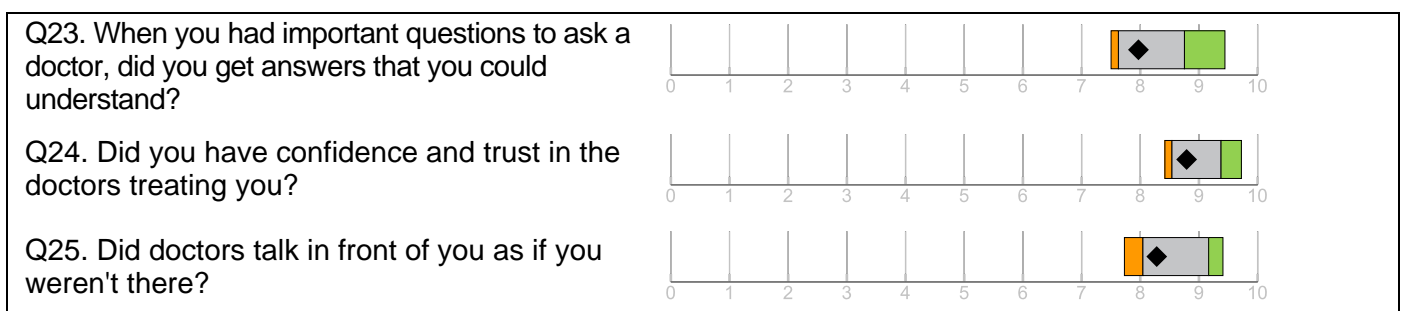 Q23. When you had important questions to ask a
doctor, did you get answers that you could
understand?
0 1 2 3 4 5 6 7 8 9 10
Q24. Did you have confidence and trust in the
doctors treating you?
0 1 2 3 4 5 6 7 8 9 10
Q25. Did doctors talk in front of you as if you
weren't there?
0 1 2 3 4 5 6 7 8 9 10